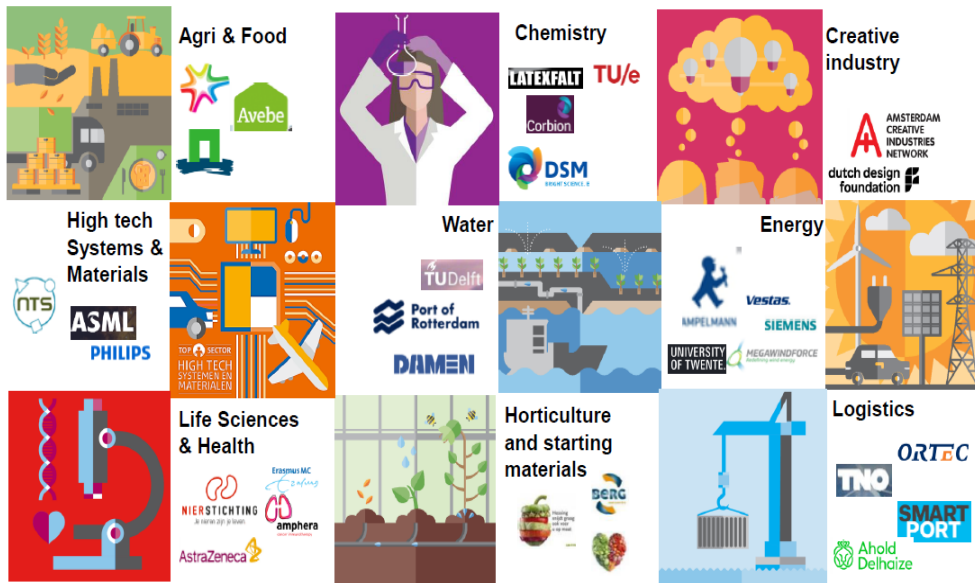 Agri & Food
Avebe
Chemistry
LATEXFALT
TU/e
Corbion
DSM
BRIGHT SCIENCE. B
Creative
industry
AMSTERDAM
CREATIVE
INDUSTRIES
NETWORK
dutch design
foundation
High tech
Systems &
Materials
NTS
ASML
PHILIPS
TOP SECTOR
HIGH TECH
SYSTEMEN EN
MATERIALEN
Water
TU Delft
Port of
Rotterdam
DAMEN
Energy
AMPELMANN
Vestas.
SIEMENS
UNIVERSITY
OF TWENTE.
MEGAWINDFORCE
Life Sciences
& Health
Erasmus MC
NIERSTICHTING
Je nieren zijn je leven.
amphera
AstraZeneca
Horticulture
and starting
materials
BERG
Logistics
ORTEC
TNO
SMART
PORT
Ahold
Delhaize